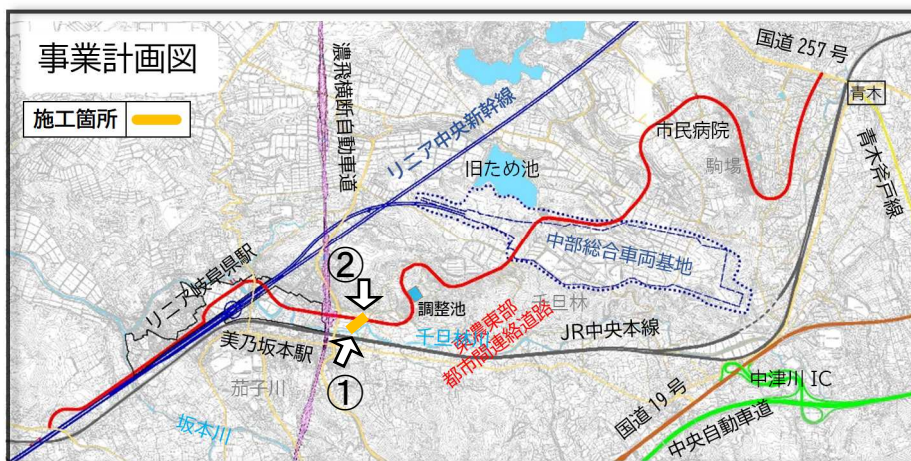 事業計画図
施工箇所
濃飛横断自動車道
リニア中央新幹線
国道257号
青木
青木斧戸線
市民病院
駒場
旧ため池
中部総合車両基地
リニア岐阜県駅
②
調整池
千旦林
千旦林川
東濃東部
都市間連絡道路
JR中央本線
美乃坂本駅
①
茄子川
坂本川
国道19号
中津川 IC
中央自動車道